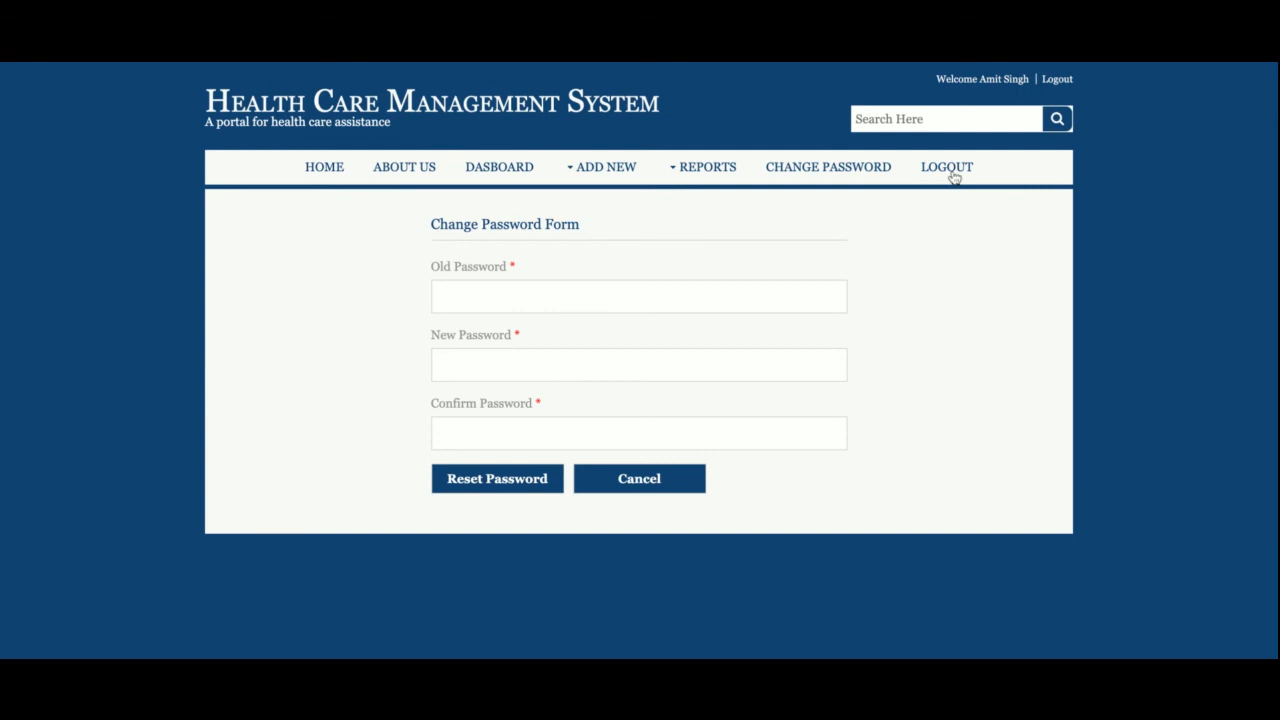 Welcome Amit Singh | Logout
HEALTH CARE MANAGEMENT SYSTEM
A portal for health care assistance
Search Here
HOME ABOUT US DASBOARD ADD NEW REPORTS CHANGE PASSWORD LOGOUT
Change Password Form
Old Password *
New Password *
Confirm Password *
Reset Password Cancel